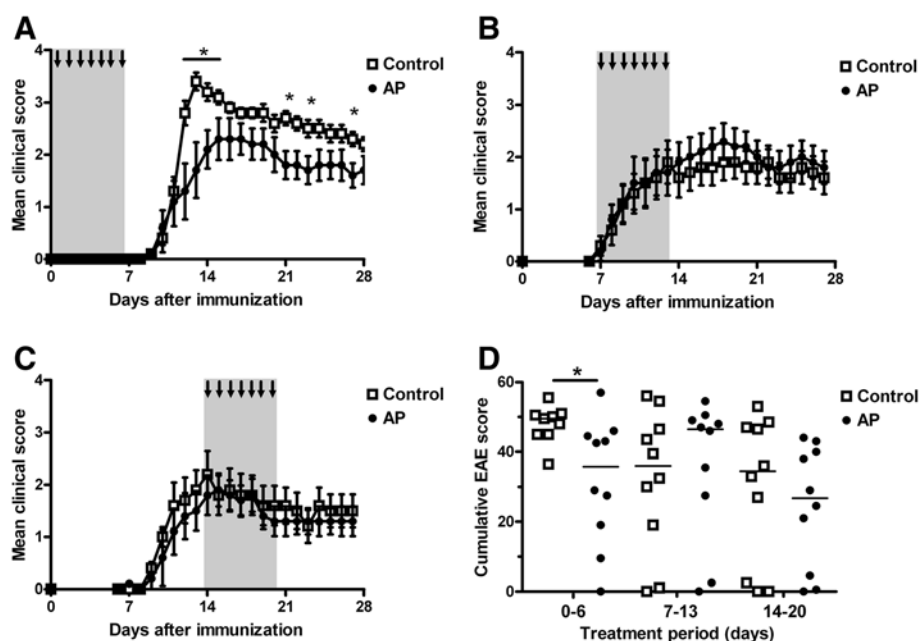 A
4
3
2
1
0
Mean clinical score
*
*
*
*
Control
AP
0
7
14
21
28
Days after immunization
B
4
3
2
1
0
Mean clinical score
Control
AP
0
7
14
21
28
Days after immunization
C
4
3
2
1
0
Mean clinical score
Control
AP
0
7
14
21
28
Days after immunization
D
60
40
20
0
Cumulative EAE score
*
Control
AP
0-6
7-13
14-20
Treatment period (days)